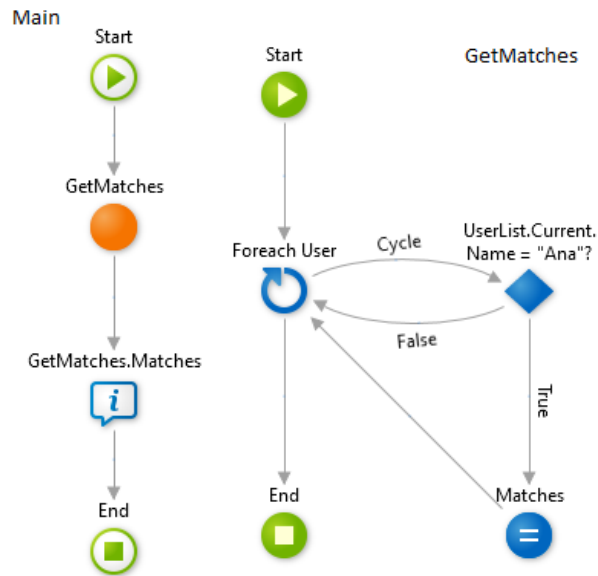 Main
Start
GetMatches
GetMatches.Matches
i
End
GetMatches
Start
Foreach User
Cycle
UserList.Current.
Name = "Ana"?
False
True
End
Matches
=